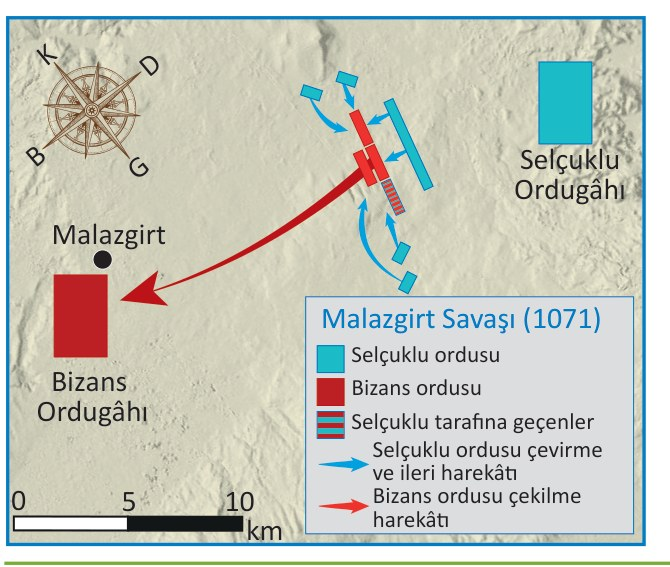 K
D
B
G
Selçuklu
Ordugâhı
Malazgirt
Bizans
Ordugâhı
Malazgirt Savaşı (1071)
Selçuklu ordusu
Bizans ordusu
Selçuklu tarafına geçenler
Selçuklu ordusu çevirme
ve ileri harekâtı
Bizans ordusu çekilme
harekâtı
0 5 10
km